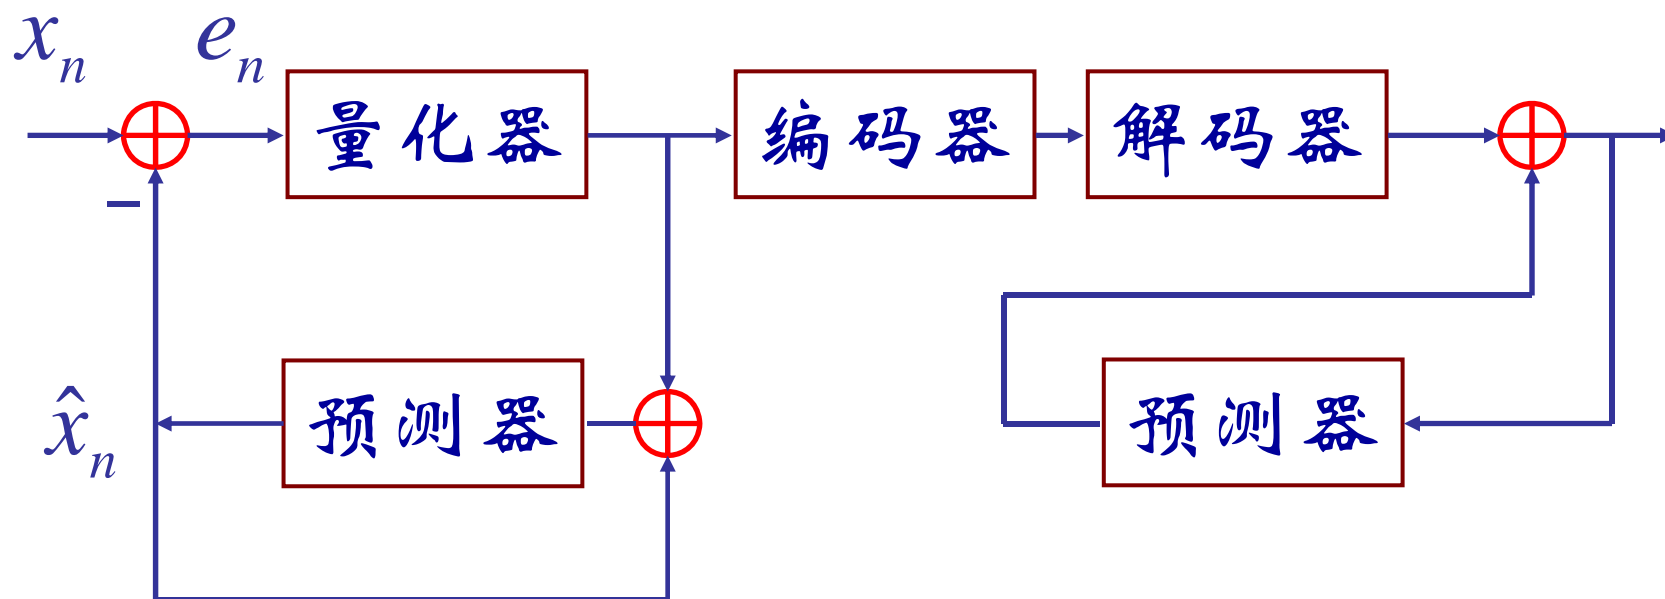 xₙ eₙ
量化器 编码器 解码器
−
预测器 预测器
x̂ₙ